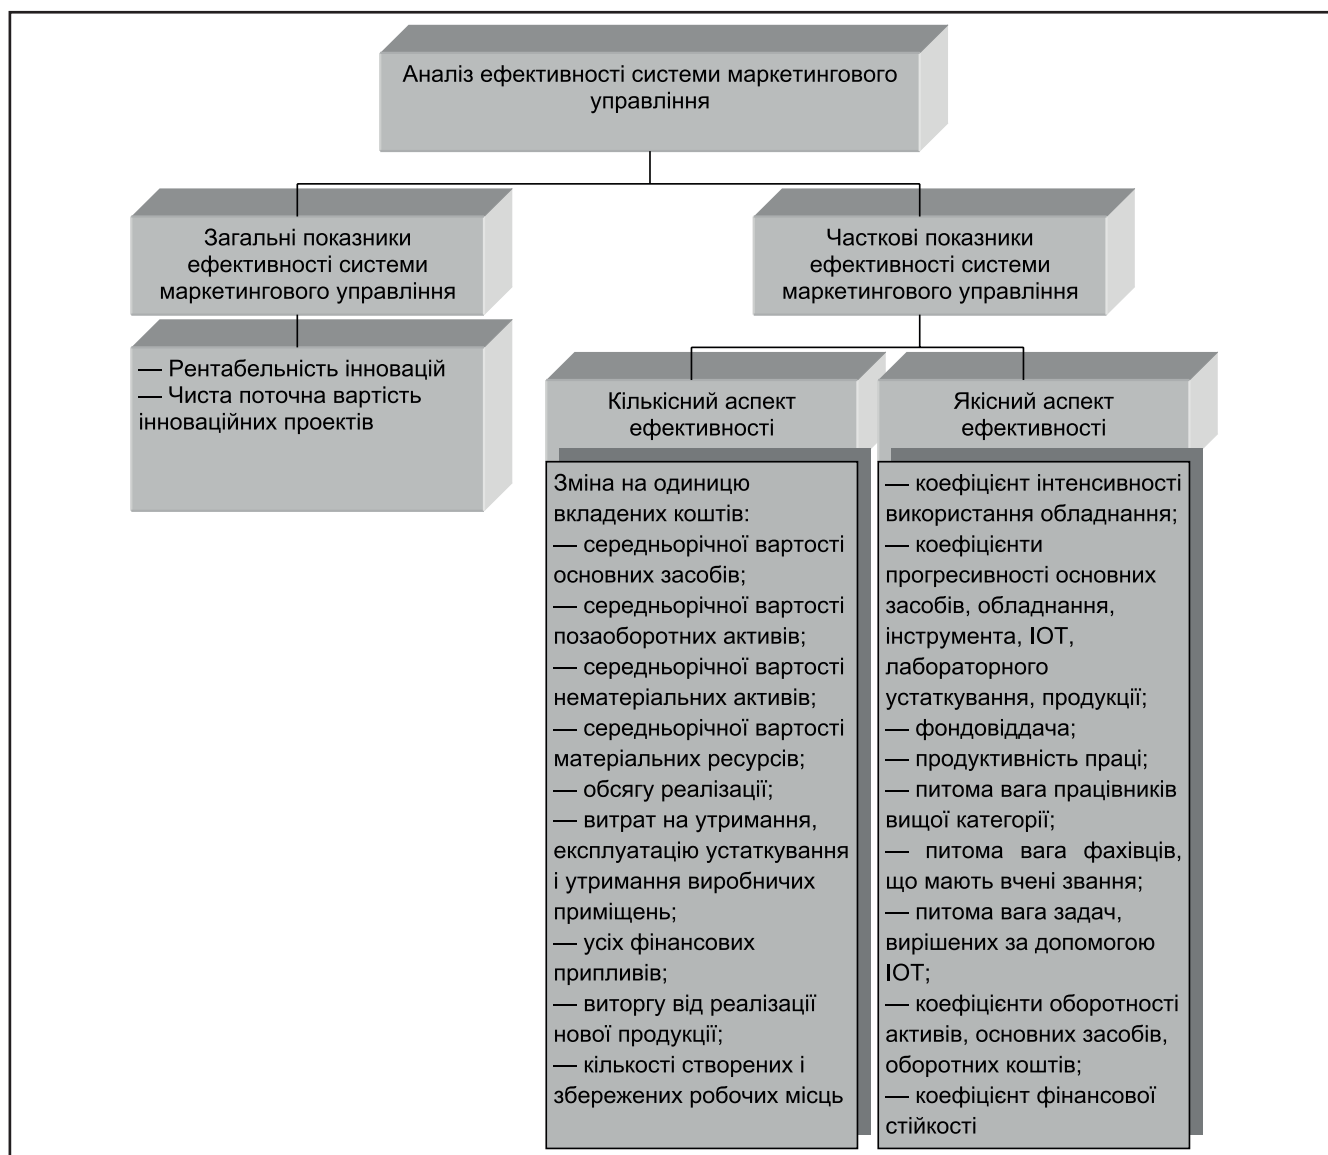 Аналіз ефективності системи маркетингового
управління
Загальні показники
ефективності системи
маркетингового управління
— Рентабельність інновацій
— Чиста поточна вартість
інноваційних проектів
Часткові показники
ефективності системи
маркетингового управління
Кількісний аспект
ефективності
Зміна на одиницю
вкладених коштів:
— середньорічної вартості
основних засобів;
— середньорічної вартості
позаоборотних активів;
— середньорічної вартості
нематеріальних активів;
— середньорічної вартості
матеріальних ресурсів;
— обсягу реалізації;
— витрат на утримання,
експлуатацію устаткування
і утримання виробничих
приміщень;
— усіх фінансових
припливів;
— виторгу від реалізації
нової продукції;
— кількості створених і
збережених робочих місць
Якісний аспект
ефективності
— коефіцієнт інтенсивності
використання обладнання;
— коефіцієнти
прогресивності основних
засобів, обладнання,
інструмента, ІОТ,
лабораторного
устаткування, продукції;
— фондовіддача;
— продуктивність праці;
— питома вага працівників
вищої категорії;
— питома вага фахівців,
що мають вчені звання;
— питома вага задач,
вирішених за допомогою
ІОТ;
— коефіцієнти оборотності
активів, основних засобів,
оборотних коштів;
— коефіцієнт фінансової
стійкості